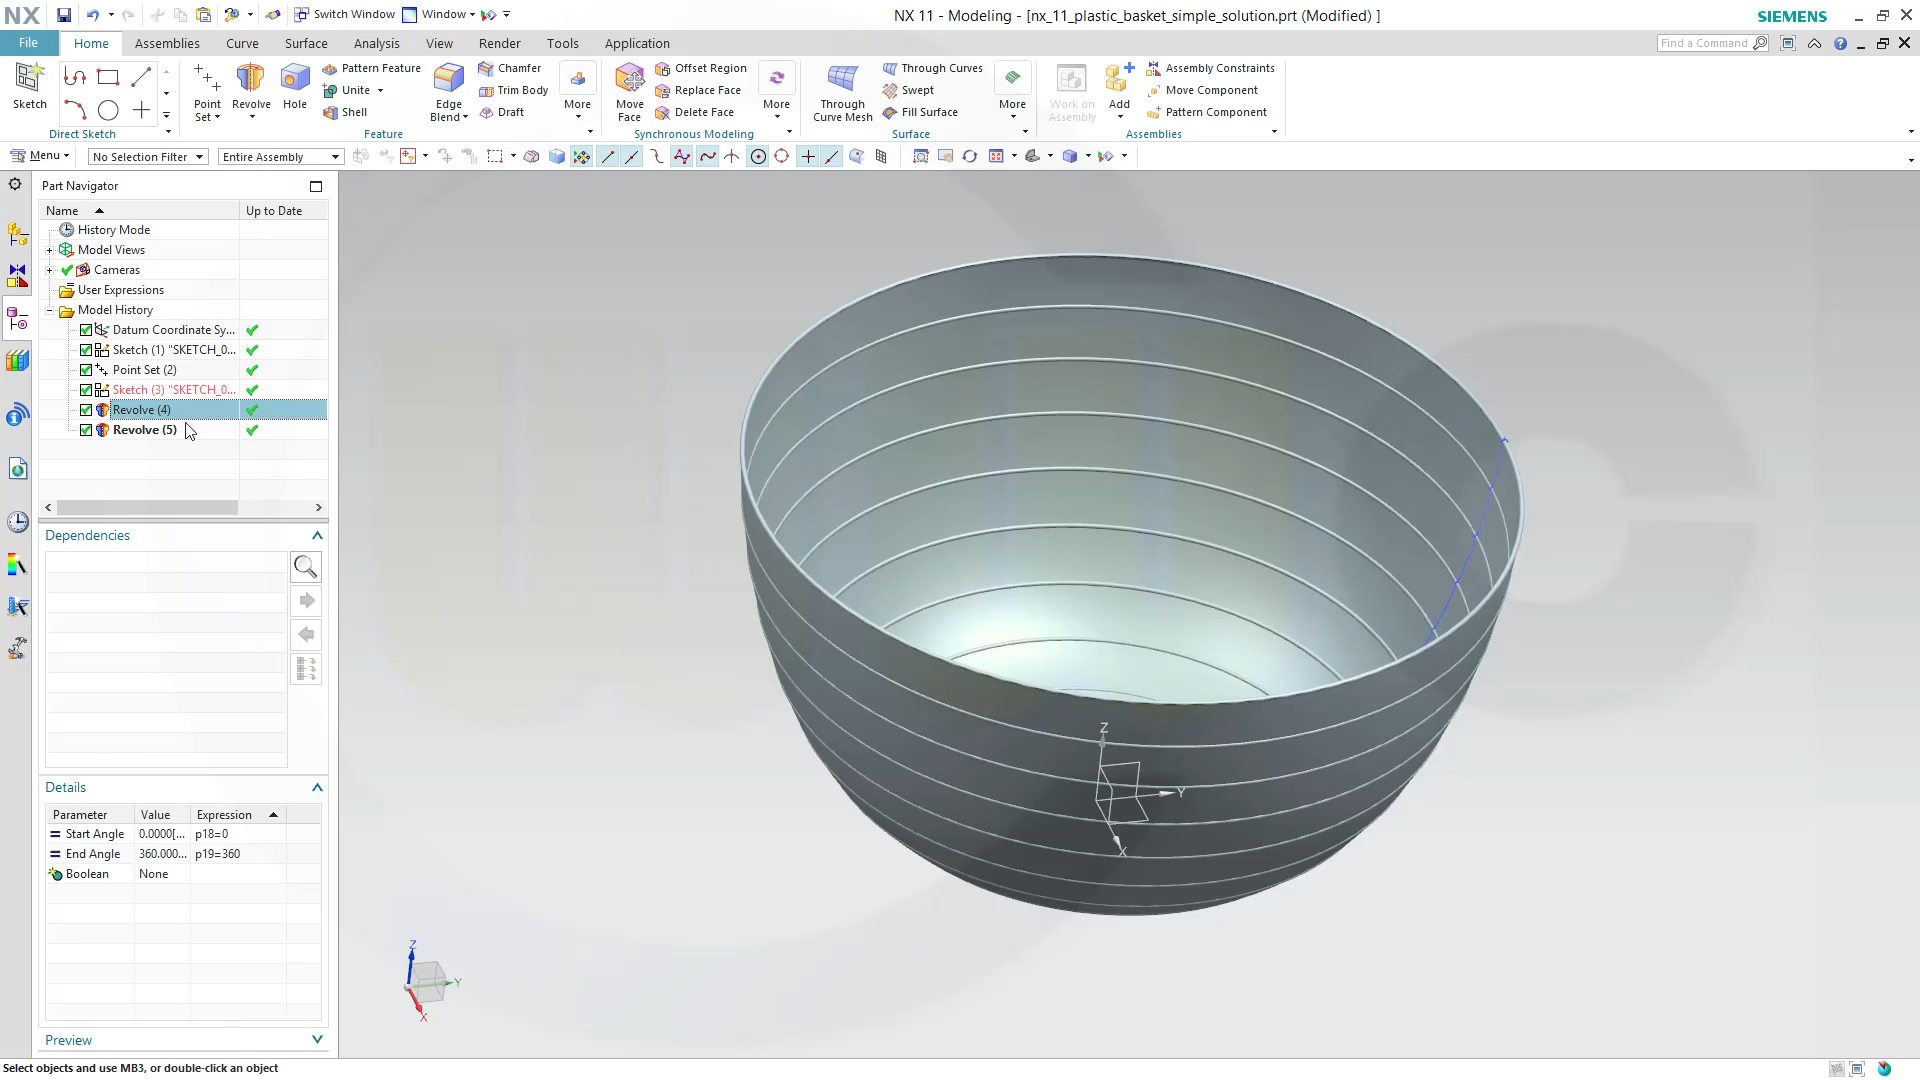 NX
Switch Window
Window
NX 11 - Modeling - [nx_11_plastic_basket_simple_solution.prt (Modified) ]
SIEMENS
File
Home
Assemblies
Curve
Surface
Analysis
View
Render
Tools
Application
Find a Command
Sketch
Direct Sketch
Point
Set
Revolve
Hole
Pattern Feature
Unite
Shell
Edge
Blend
Chamfer
Trim Body
Draft
More
Feature
Move
Face
Offset Region
Replace Face
Delete Face
More
Synchronous Modeling
Through
Curve Mesh
Through Curves
Swept
Fill Surface
More
Surface
Work on
Assembly
Add
Assembly Constraints
Move Component
Pattern Component
Assemblies
Menu
No Selection Filter
Entire Assembly
Part Navigator
Name
Up to Date
History Mode
Model Views
Cameras
User Expressions
Model History
Datum Coordinate Sy...
Sketch (1) "SKETCH_0...
Point Set (2)
Sketch (3) "SKETCH_0...
Revolve (4)
Revolve (5)
Dependencies
Details
Parameter Value Expression
Start Angle 0.0000[... p18=0
End Angle 360.000... p19=360
Boolean None
Preview
Z
Y
X
Z
Y
X
Select objects and use MB3, or double-click an object